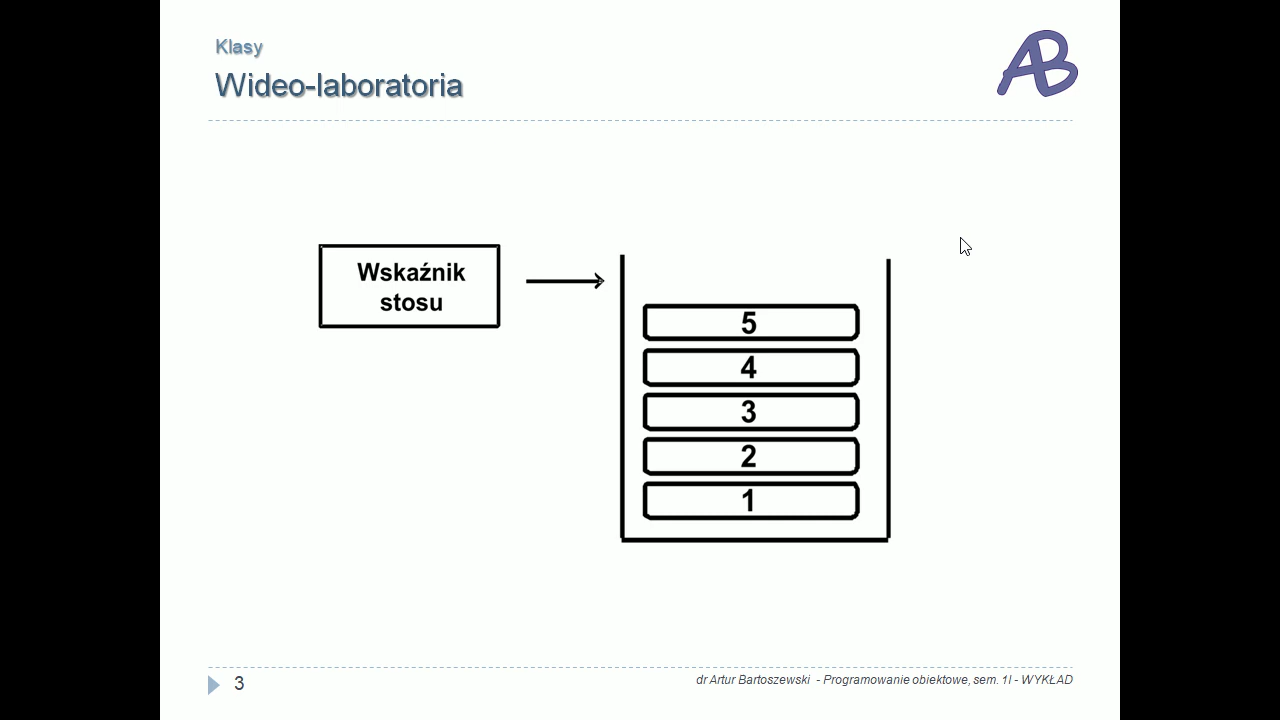 Klasy
Wideo-laboratoria
AB
Wskaźnik
stosu
5
4
3
2
1
3
dr Artur Bartoszewski - Programowanie obiektowe, sem. 1I - WYKŁAD